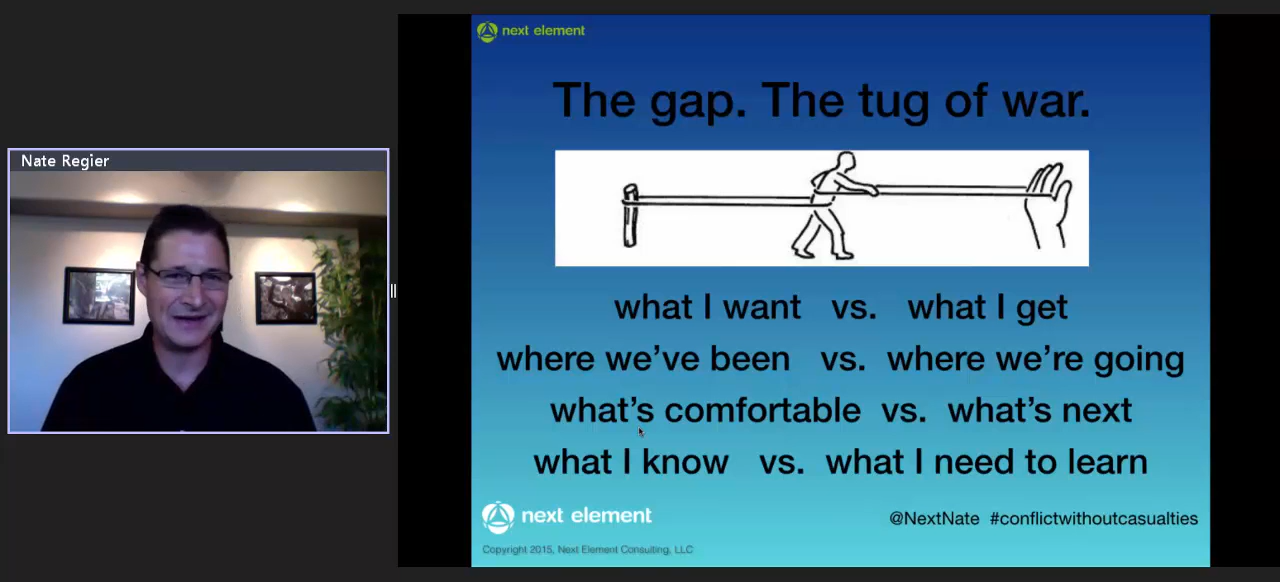 Nate Regier
next element
The gap. The tug of war.
what I want vs. what I get
where we've been vs. where we're going
what's comfortable vs. what's next
what I know vs. what I need to learn
next element
@NextNate #conflictwithoutcasualties
Copyright 2015, Next Element Consulting, LLC